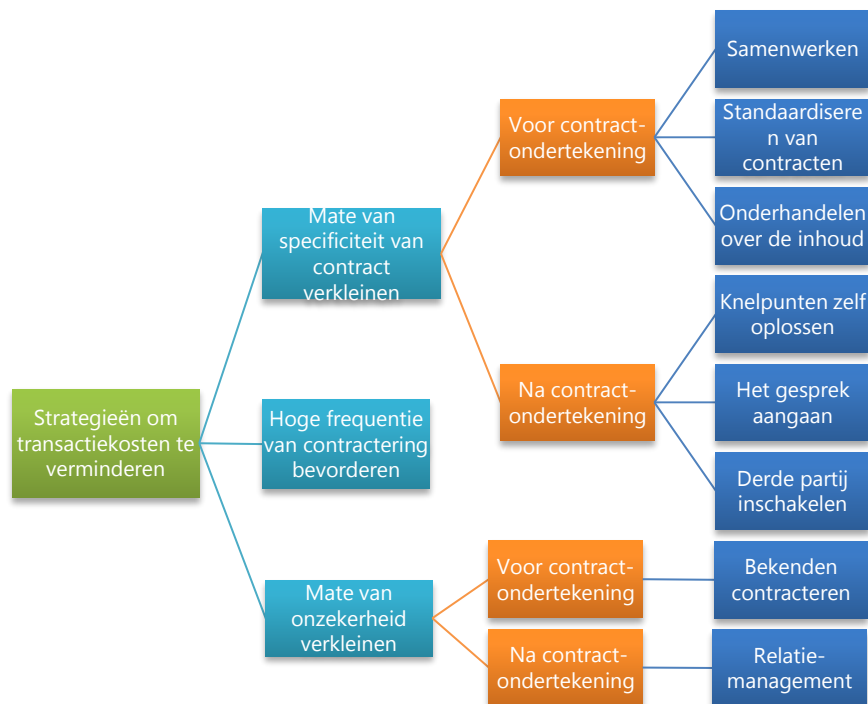 Samenwerken
Voor contract-
ondertekening
Standaardisere
n van
contracten
Onderhandelen
over de inhoud
Mate van
specificiteit van
contract
verkleinen
Knelpunten zelf
oplossen
Na contract-
ondertekening
Het gesprek
aangaan
Derde partij
inschakelen
Strategieën om
transactiekosten te
verminderen
Hoge frequentie
van contractering
bevorderen
Mate van
onzekerheid
verkleinen
Voor contract-
ondertekening
Bekenden
contracteren
Na contract-
ondertekening
Relatie-
management